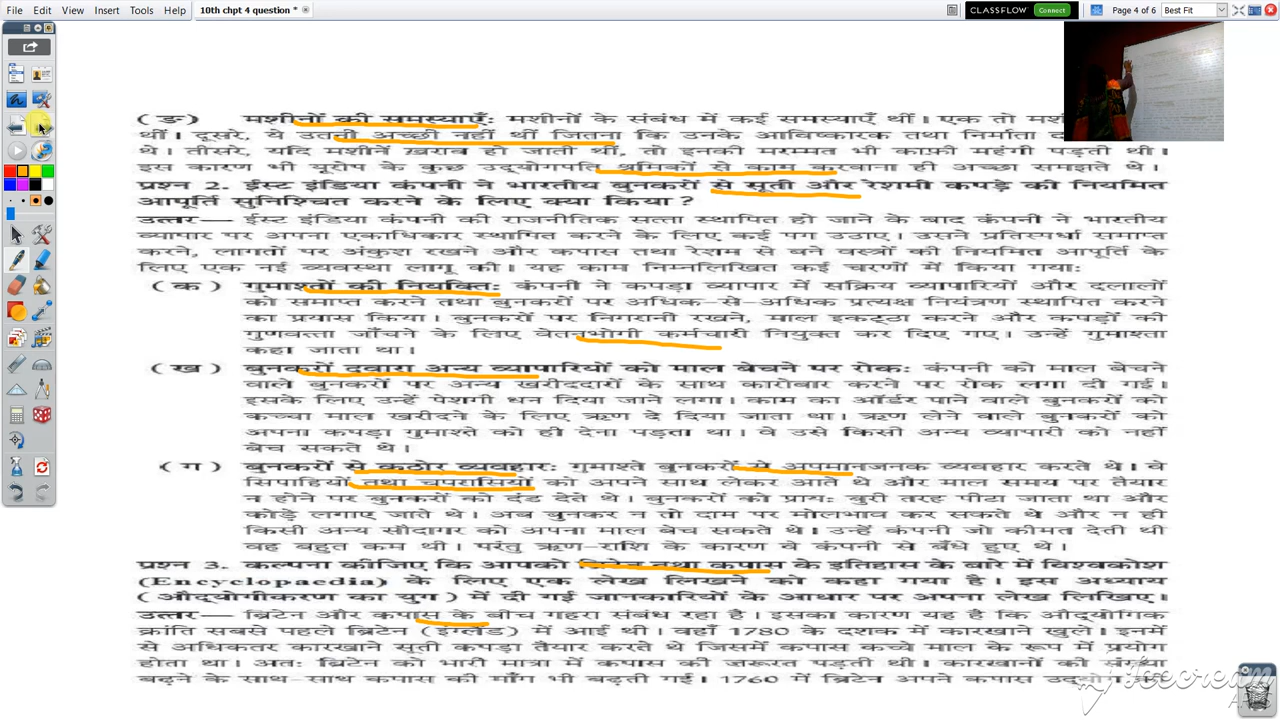 File Edit View Insert Tools Help 10th chpt 4 question *
CLASSFLOW Connect Page 4 of 6 Best Fit
( ङ ) मशीनों की समस्याएँ: मशीनों के संबंध में कई समस्याएँ थीं। एक तो
थीं। दूसरे, ये उतनी अच्छी नहीं थीं जितना कि उनके आविष्कारक तथा निर्माता
थे। तीसरे, यदि मशीनें ख़राब हो जाती थीं, तो इनकी मरम्मत भी काफ़ी महंगी पड़ती थी।
इस कारण भी यूरोप के कुछ उद्योगपति श्रमिकों से काम करवाना ही अच्छा समझते थे।
प्रश्न 2. ईस्ट इंडिया कंपनी ने भारतीय बुनकरों से सूती और रेशमी कपड़े की नियमित
आपूर्ति सुनिश्चित करने के लिए क्या किया ?
उत्तर— ईस्ट इंडिया कंपनी की राजनीतिक सत्ता स्थापित हो जाने के बाद कंपनी ने भारतीय
व्यापार पर अपना एकाधिकार स्थापित करने के लिए कई पग उठाए। उसने प्रतिस्पर्धा समाप्त
करने, लागतों पर अंकुश रखने और कपास तथा रेशम से बने वस्त्रों की नियमित आपूर्ति के
लिए एक नई व्यवस्था लागू की। यह काम निम्नलिखित कई चरणों में किया गया:
( क ) गुमाश्तों की नियुक्ति: कंपनी ने कपड़ा व्यापार में सक्रिय व्यापारियों और दलालों
को समाप्त करने तथा बुनकरों पर अधिक-से-अधिक प्रत्यक्ष नियंत्रण स्थापित करने
का प्रयास किया। बुनकरों पर निगरानी रखने, माल इकट्ठा करने और कपड़ों की
गुणवत्ता जाँचने के लिए वेतनभोगी कर्मचारी नियुक्त कर दिए गए। उन्हें गुमाश्ता
कहा जाता था।
( ख ) बुनकरों द्वारा अन्य व्यापारियों को माल बेचने पर रोक: कंपनी को माल बेचने
वाले बुनकरों पर अन्य खरीददारों के साथ कारोबार करने पर रोक लगा दी गई।
इसके लिए उन्हें पेशगी धन दिया जाने लगा। काम का ऑर्डर पाने वाले बुनकरों को
कच्चा माल खरीदने के लिए ऋण दे दिया जाता था। ऋण लेने वाले बुनकरों को
अपना कपड़ा गुमाश्ते को ही देना पड़ता था। वे उसे किसी अन्य व्यापारी को नहीं
बेच सकते थे।
( ग ) बुनकरों से कठोर व्यवहार: गुमाश्ते बुनकरों से अपमानजनक व्यवहार करते थे। वे
सिपाहियों तथा चपरासियों को अपने साथ लेकर आते थे और माल समय पर तैयार
न होने पर बुनकरों को दंड देते थे। बुनकरों को प्राय: बुरी तरह पीटा जाता था और
कोड़े लगाए जाते थे। अब बुनकर न तो दाम पर मोलभाव कर सकते थे और न ही
किसी अन्य सौदागर को अपना माल बेच सकते थे। उन्हें कंपनी जो कीमत देती थी
वह बहुत कम थी। परंतु ऋण-राशि के कारण वे कंपनी से बँधे हुए थे।
प्रश्न 3. कल्पना कीजिए कि आपको ब्रिटेन तथा कपास के इतिहास के बारे में विश्वकोश
(Encyclopaedia) के लिए एक लेख लिखने को कहा गया है। इस अध्याय
(औद्योगीकरण का युग) में दी गई जानकारियों के आधार पर अपना लेख लिखिए।
उत्तर— ब्रिटेन और कपास के बीच गहरा संबंध रहा है। इसका कारण यह है कि औद्योगिक
क्रांति सबसे पहले ब्रिटेन (इंग्लैंड) में आई थी। वहाँ 1780 के दशक में कारखाने खुले। इनमें
से अधिकतर कारखाने सूती कपड़ा तैयार करते थे जिसमें कपास कच्चे माल के रूप में प्रयोग
होता था। अत: ब्रिटेन को भारी मात्रा में कपास की ज़रूरत पड़ती थी। कारखानों की संख्या
बढ़ने के साथ-साथ कपास की माँग भी बढ़ती गई। 1760 में ब्रिटेन अपने कपास
Icecream
APPS